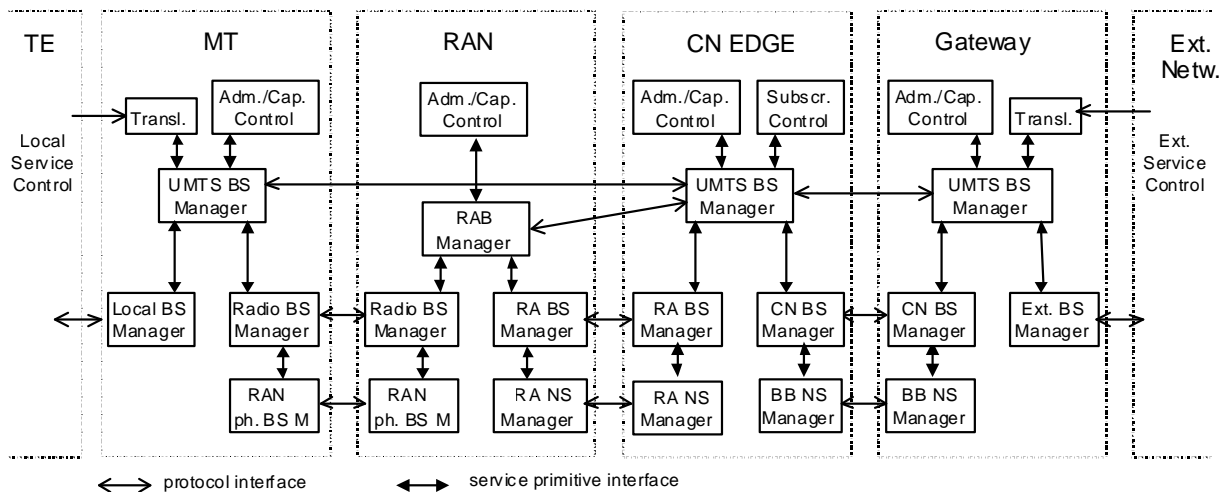 TE
MT
RAN
CN EDGE
Gateway
Ext.
Netw.
Transl.
Adm./Cap.
Control
Adm./Cap.
Control
Adm./Cap.
Control
Subscr.
Control
Adm./Cap.
Control
Transl.
Local
Service
Control
Ext.
Service
Control
UMTS BS
Manager
RAB
Manager
UMTS BS
Manager
UMTS BS
Manager
Local BS
Manager
Radio BS
Manager
Radio BS
Manager
RA BS
Manager
RA BS
Manager
CN BS
Manager
CN BS
Manager
Ext. BS
Manager
RAN
ph. BS M
RAN
ph. BS M
RA NS
Manager
RA NS
Manager
BB NS
Manager
BB NS
Manager
protocol interface
service primitive interface